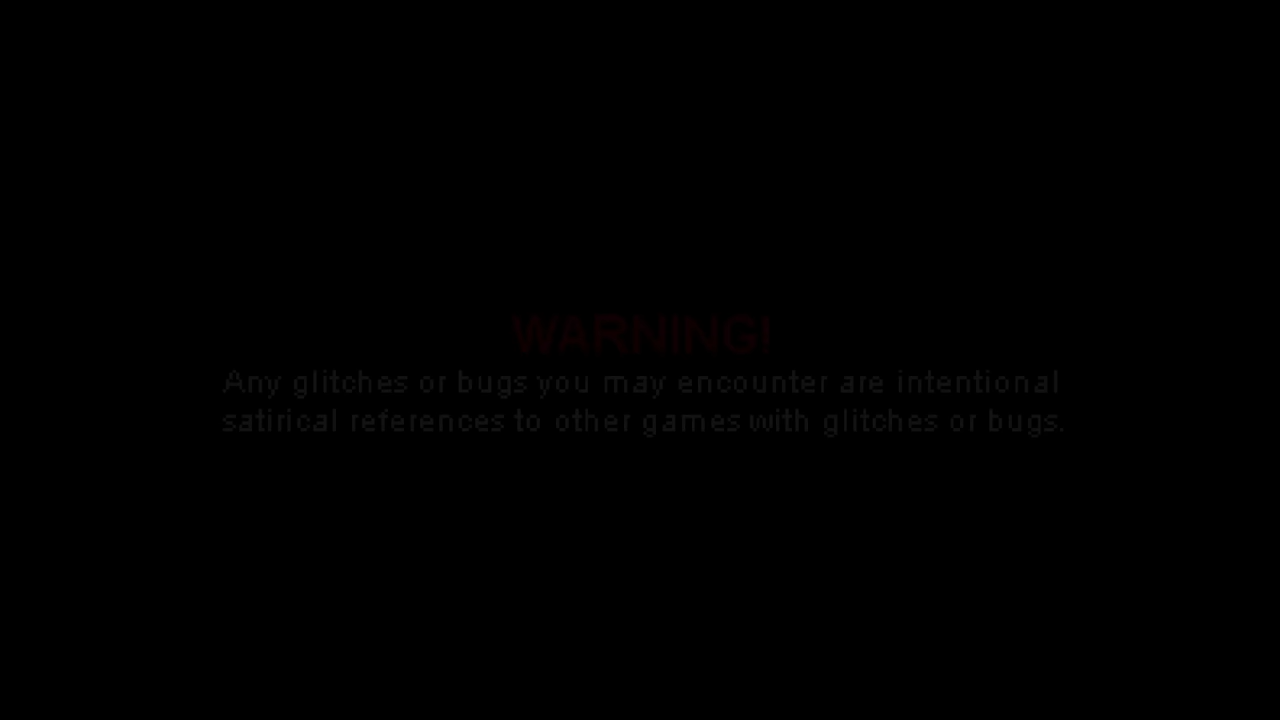 WARNING!
Any glitches or bugs you may encounter are intentional
satirical references to other games with glitches or bugs.